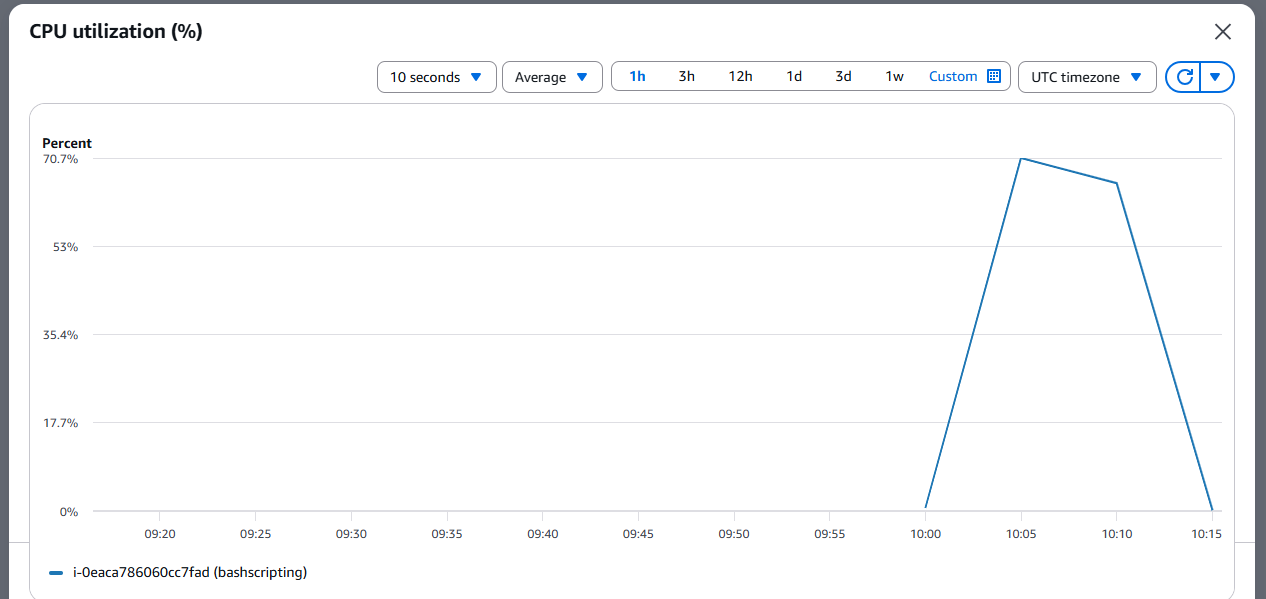 CPU utilization (%)
10 seconds Average 1h 3h 12h 1d 3d 1w Custom UTC timezone
Percent
70.7%
53%
35.4%
17.7%
0%
09:20 09:25 09:30 09:35 09:40 09:45 09:50 09:55 10:00 10:05 10:10 10:15
i-0eaca786060cc7fad (bashscripting)